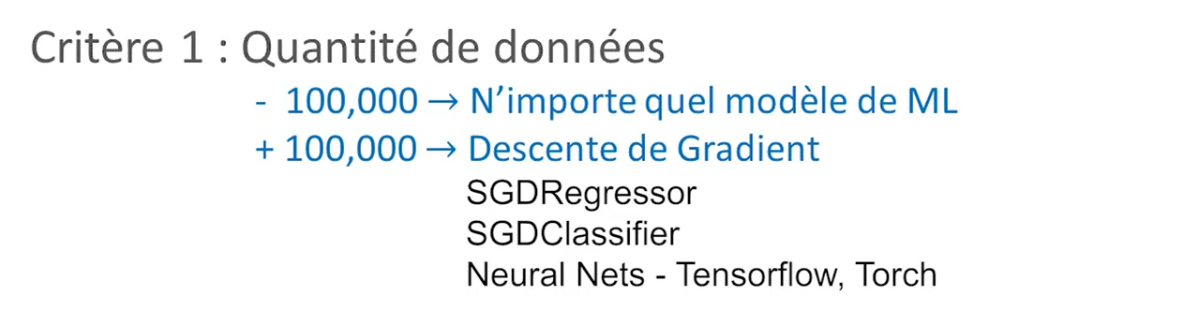 Critère 1 : Quantité de données
- 100,000 → N'importe quel modèle de ML
+ 100,000 → Descente de Gradient
SGDRegressor
SGDClassifier
Neural Nets - Tensorflow, Torch